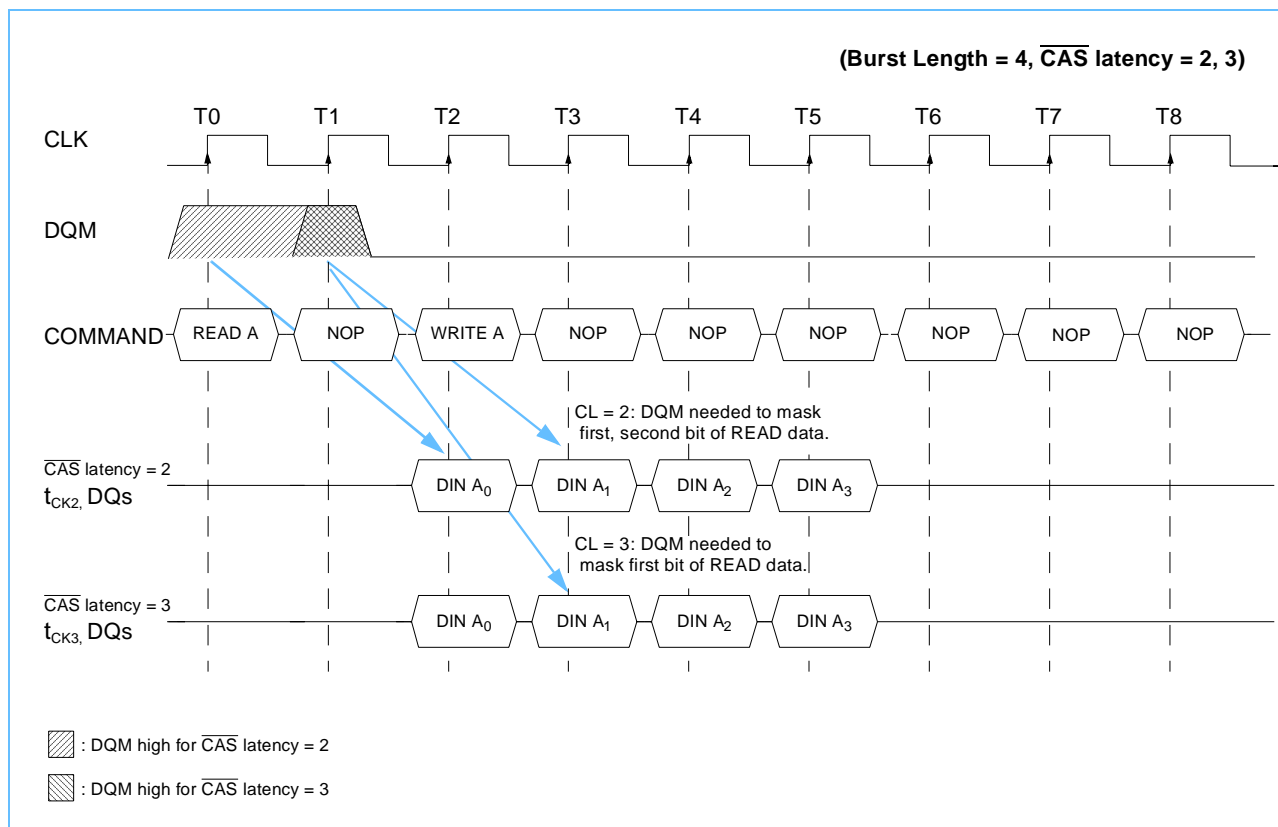 (Burst Length = 4, CAS latency = 2, 3)
T0 T1 T2 T3 T4 T5 T6 T7 T8
CLK
DQM
COMMAND READ A NOP WRITE A NOP NOP NOP NOP NOP NOP
CL = 2: DQM needed to mask
first, second bit of READ data.
CAS latency = 2
tCK2, DQs
DIN A0 DIN A1 DIN A2 DIN A3
CL = 3: DQM needed to
mask first bit of READ data.
CAS latency = 3
tCK3, DQs
DIN A0 DIN A1 DIN A2 DIN A3
: DQM high for CAS latency = 2
: DQM high for CAS latency = 3